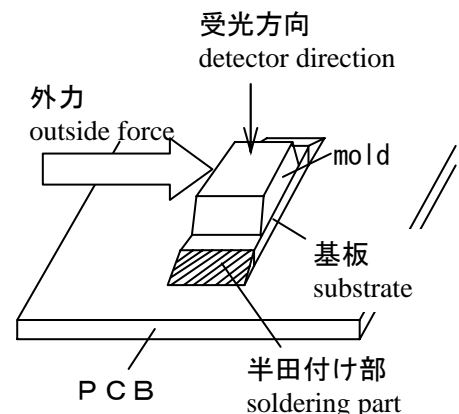 受光方向
detector direction
外力
outside force
mold
基板
substrate
半田付け部
soldering part
ＰＣＢ